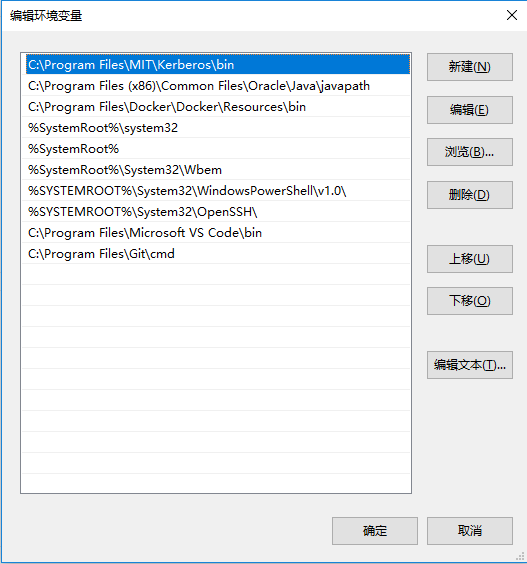 编辑环境变量
C:\Program Files\MIT\Kerberos\bin
C:\Program Files (x86)\Common Files\Oracle\Java\javapath
C:\Program Files\Docker\Docker\Resources\bin
%SystemRoot%\system32
%SystemRoot%
%SystemRoot%\System32\Wbem
%SYSTEMROOT%\System32\WindowsPowerShell\v1.0\
%SYSTEMROOT%\System32\OpenSSH\
C:\Program Files\Microsoft VS Code\bin
C:\Program Files\Git\cmd
新建(N)
编辑(E)
浏览(B)...
删除(D)
上移(U)
下移(O)
编辑文本(T)...
确定
取消